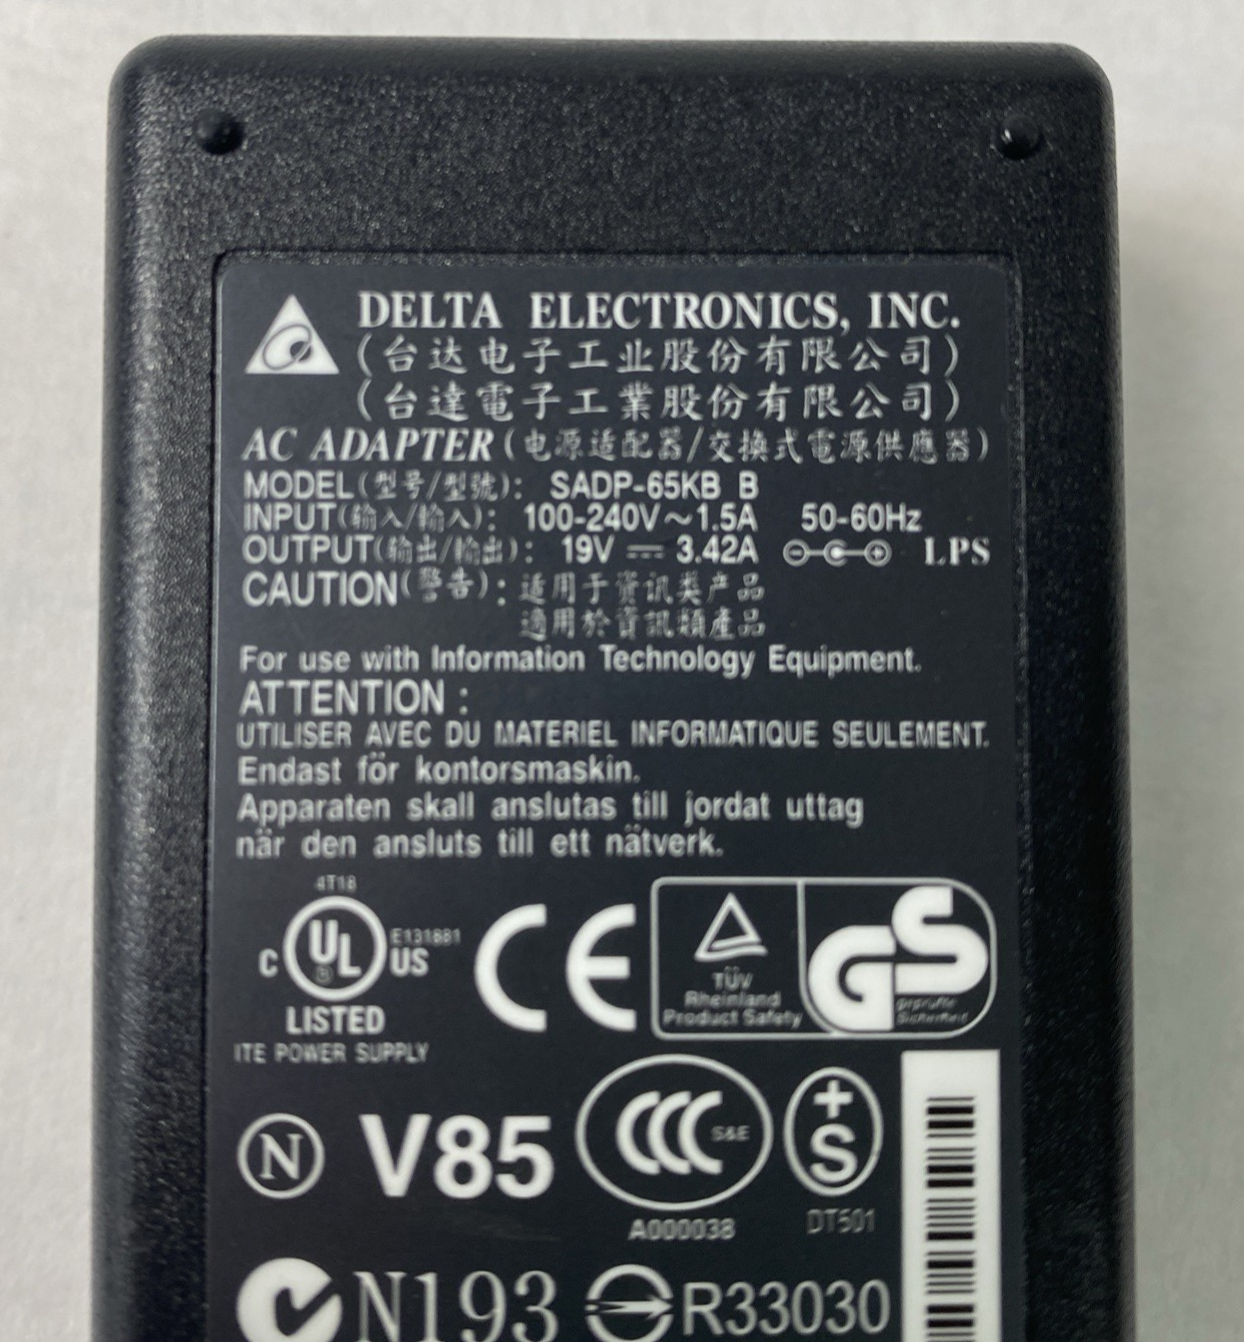 DELTA ELECTRONICS, INC.
(台达电子工业股份有限公司)
(台達電子工業股份有限公司)
AC ADAPTER(电源适配器/交換式電源供應器)
MODEL(型号/型號): SADP-65KB B
INPUT(输入/輸入): 100-240V~1.5A 50-60Hz
OUTPUT(输出/輸出): 19V ⎓ 3.42A LPS
CAUTION(警告): 适用于资讯类产品
適用於資訊類產品
For use with Information Technology Equipment.
ATTENTION :
UTILISER AVEC DU MATERIEL INFORMATIQUE SEULEMENT.
Endast för kontorsmaskin.
Apparaten skall anslutas till jordat uttag
när den ansluts till ett nätverk.
4T18
E131881
C UL ® US
LISTED
ITE POWER SUPPLY
CE
TÜV
Rheinland
Product Safety
GS
geprüfte
Sicherheit
N V85
CCC S&E
A000038
+S
DT501
N193
R33030